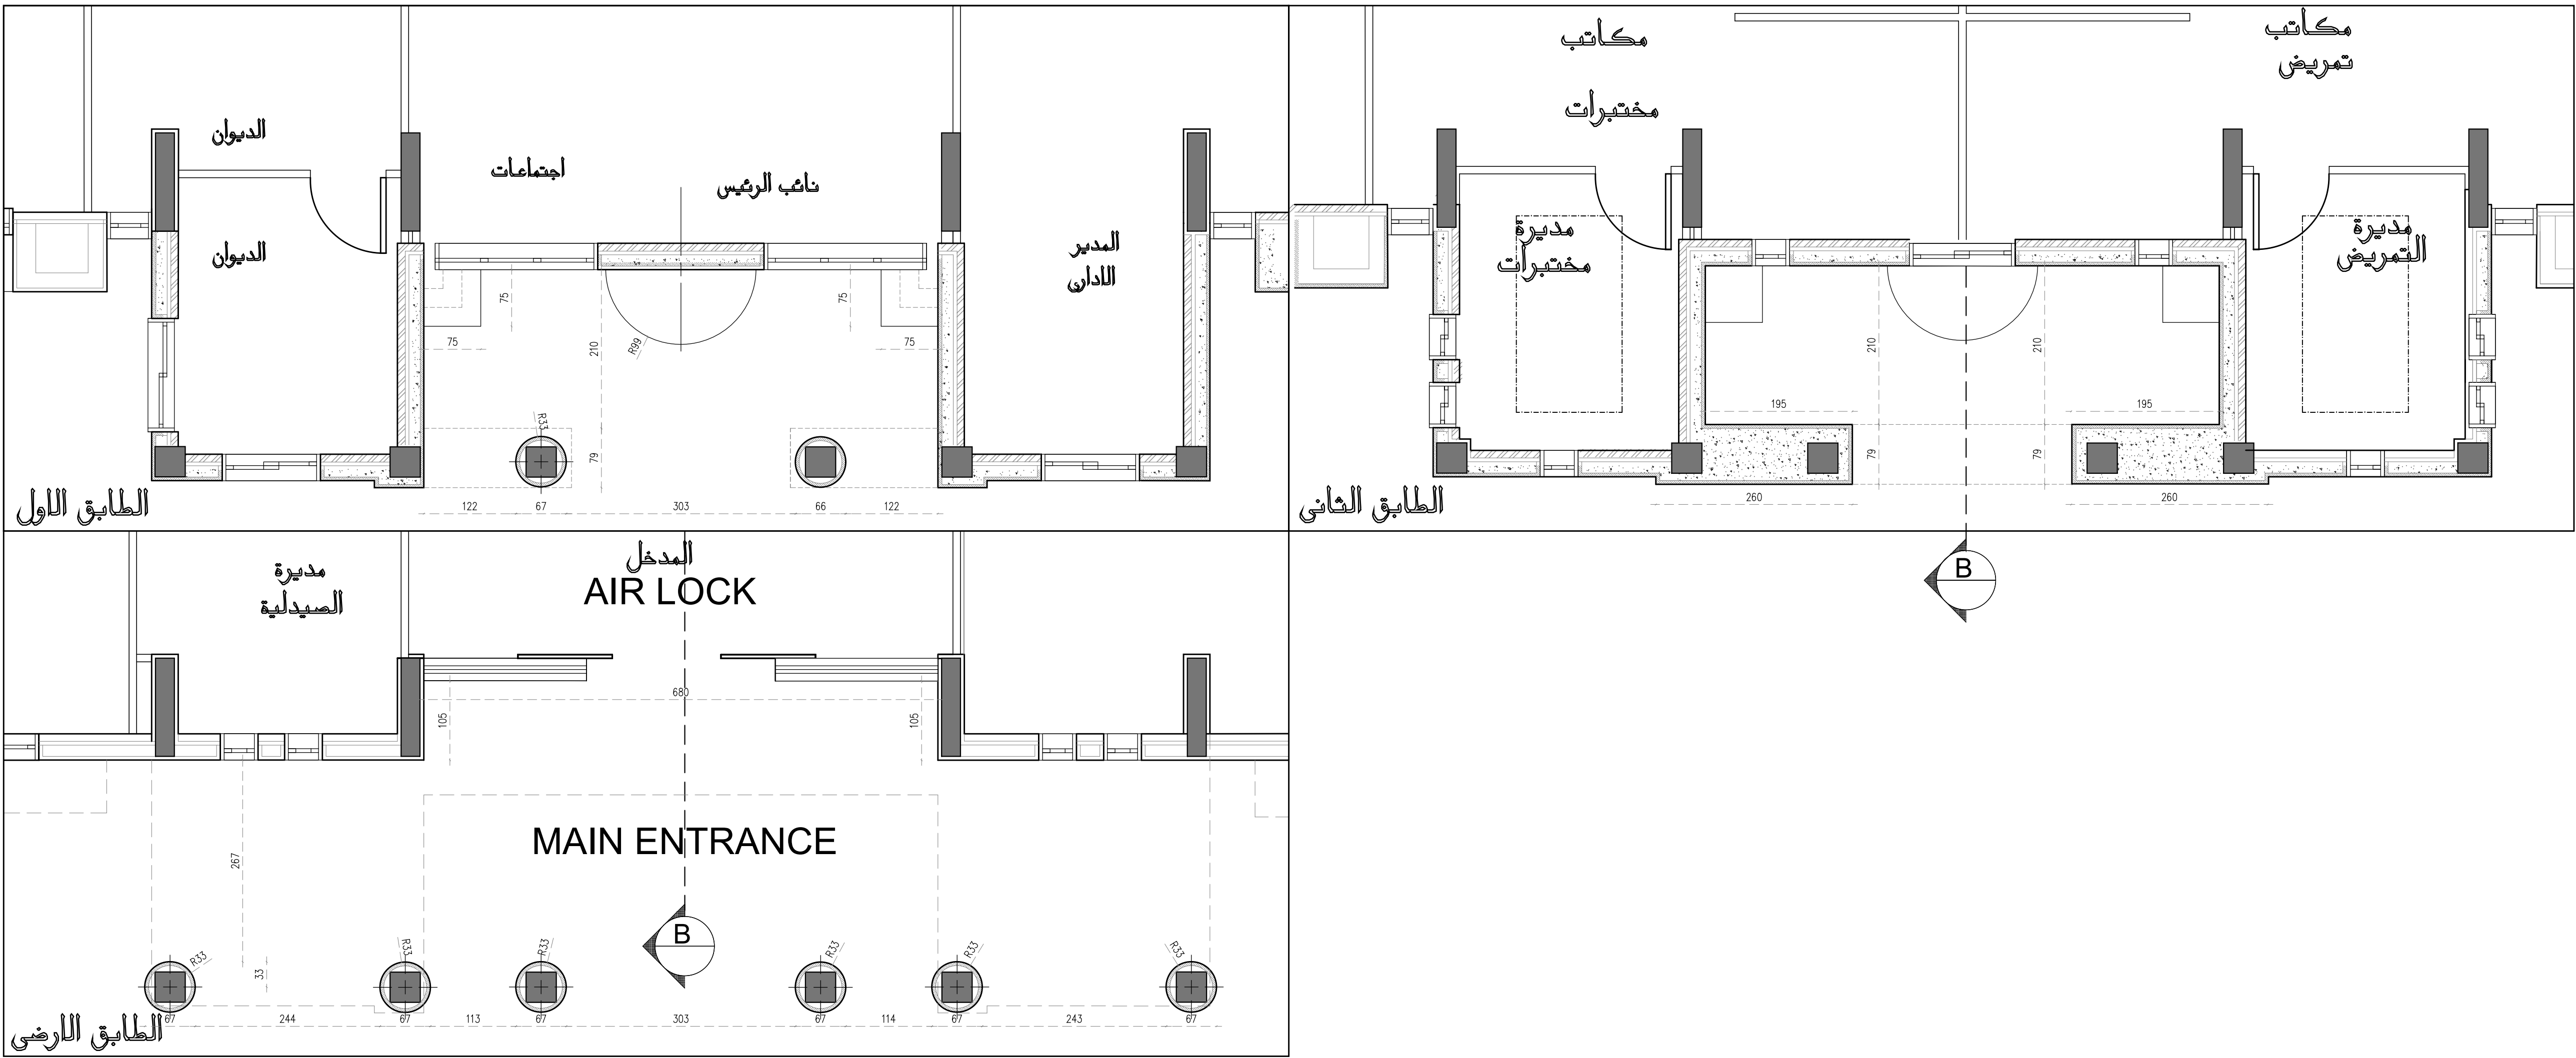 الديوان
الديوان
اجتماعات
نائب الرئيس
المدير
الادارى
75
75
75
75
210
R99
R33
79
122
67
303
66
122
الطابق الاول
مكاتب
مختبرات
مكاتب
تمريض
مديرة
مختبرات
مديرة
التمريض
210
210
195
195
79
79
260
260
الطابق الثانى
B
مديرة
الصيدلية
المدخل
AIR LOCK
680
105
105
MAIN ENTRANCE
267
33
B
R33
R33
R33
R33
R33
R33
67
244
67
113
67
303
67
114
67
243
67
الطابق الارضى